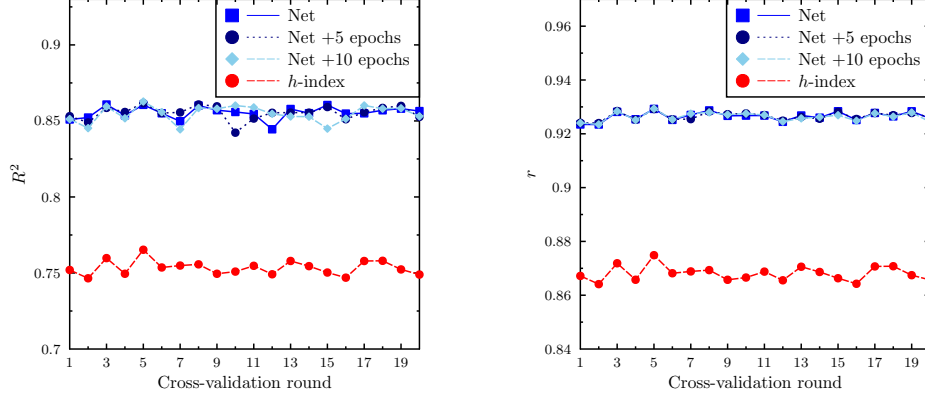 Net
Net +5 epochs
Net +10 epochs
h-index
0.9
0.85
0.8
0.75
0.7
R²
1 3 5 7 9 11 13 15 17 19
Cross-validation round
Net
Net +5 epochs
Net +10 epochs
h-index
0.96
0.94
0.92
0.9
0.88
0.86
0.84
r
1 3 5 7 9 11 13 15 17 19
Cross-validation round